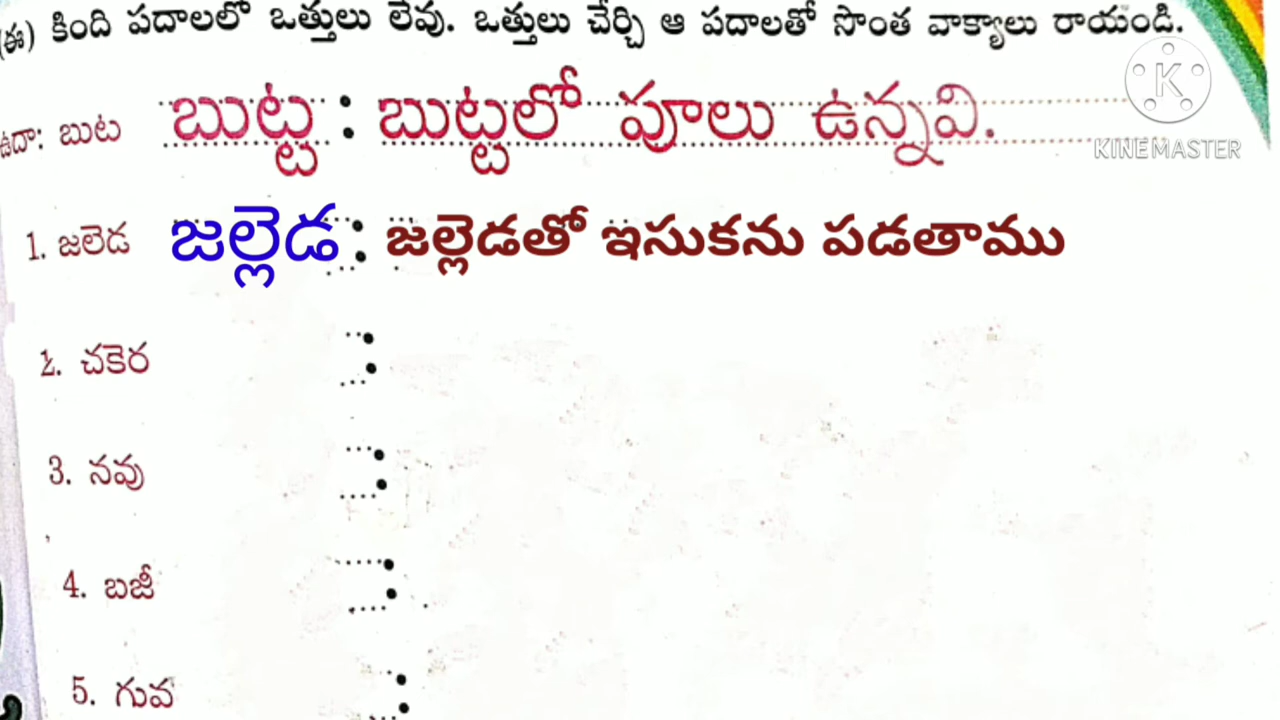 (ఈ) కింది పదాలలో ఒత్తులు లేవు. ఒత్తులు చేర్చి ఆ పదాలతో సొంత వాక్యాలు రాయండి.
ఉదా: బుట బుట్ట : బుట్టలో పూలు ఉన్నవి.
KINEMASTER
1. జలెడ జల్లెడ : జల్లెడతో ఇసుకను పడతాము
2. చకెర :
3. నవు :
4. బజీ :
5. గువ :